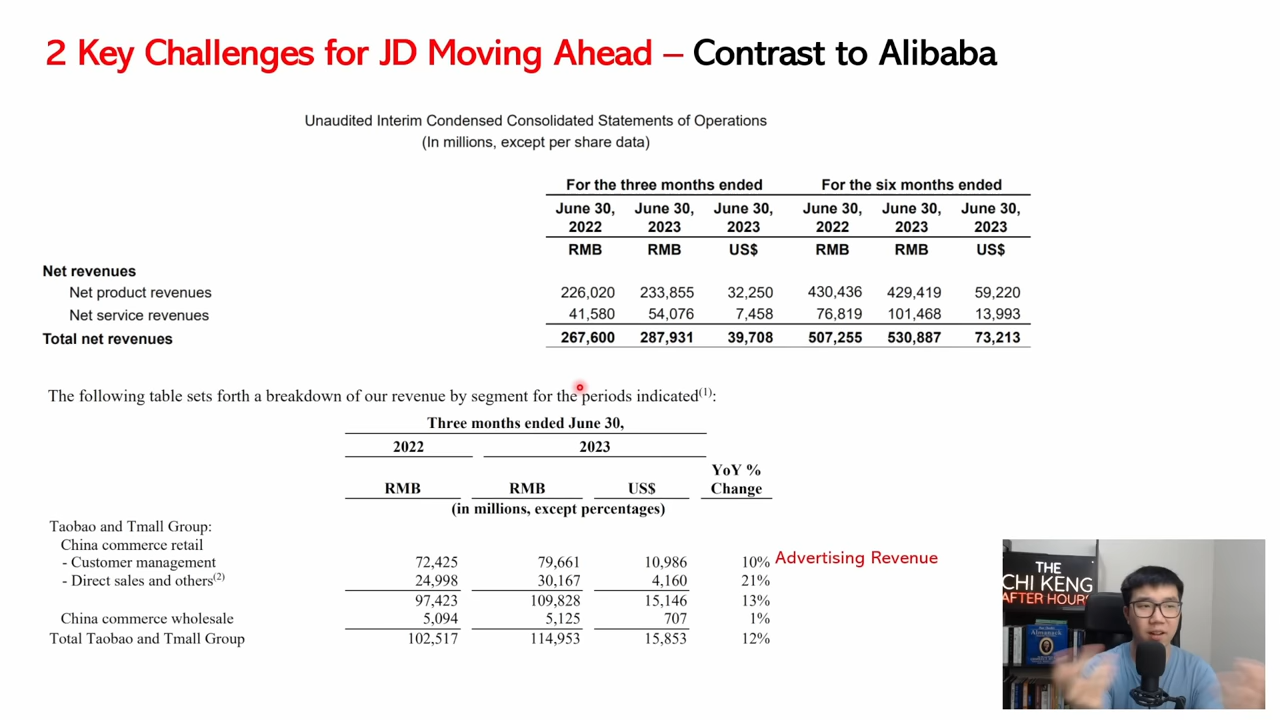 2 Key Challenges for JD Moving Ahead – Contrast to Alibaba
Unaudited Interim Condensed Consolidated Statements of Operations
(In millions, except per share data)
For the three months ended For the six months ended
June 30, 2022 June 30, 2023 June 30, 2023 June 30, 2022 June 30, 2023 June 30, 2023
RMB RMB US$ RMB RMB US$
Net revenues
Net product revenues 226,020 233,855 32,250 430,436 429,419 59,220
Net service revenues 41,580 54,076 7,458 76,819 101,468 13,993
Total net revenues 267,600 287,931 39,708 507,255 530,887 73,213
The following table sets forth a breakdown of our revenue by segment for the periods indicated(1):
Three months ended June 30,
2022 2023
YoY %
RMB RMB US$ Change
(in millions, except percentages)
Taobao and Tmall Group:
China commerce retail
- Customer management 72,425 79,661 10,986 10% Advertising Revenue
- Direct sales and others(2) 24,998 30,167 4,160 21%
97,423 109,828 15,146 13%
China commerce wholesale 5,094 5,125 707 1%
Total Taobao and Tmall Group 102,517 114,953 15,853 12%
THE
CHI KENG
AFTER HOURS
Almanack